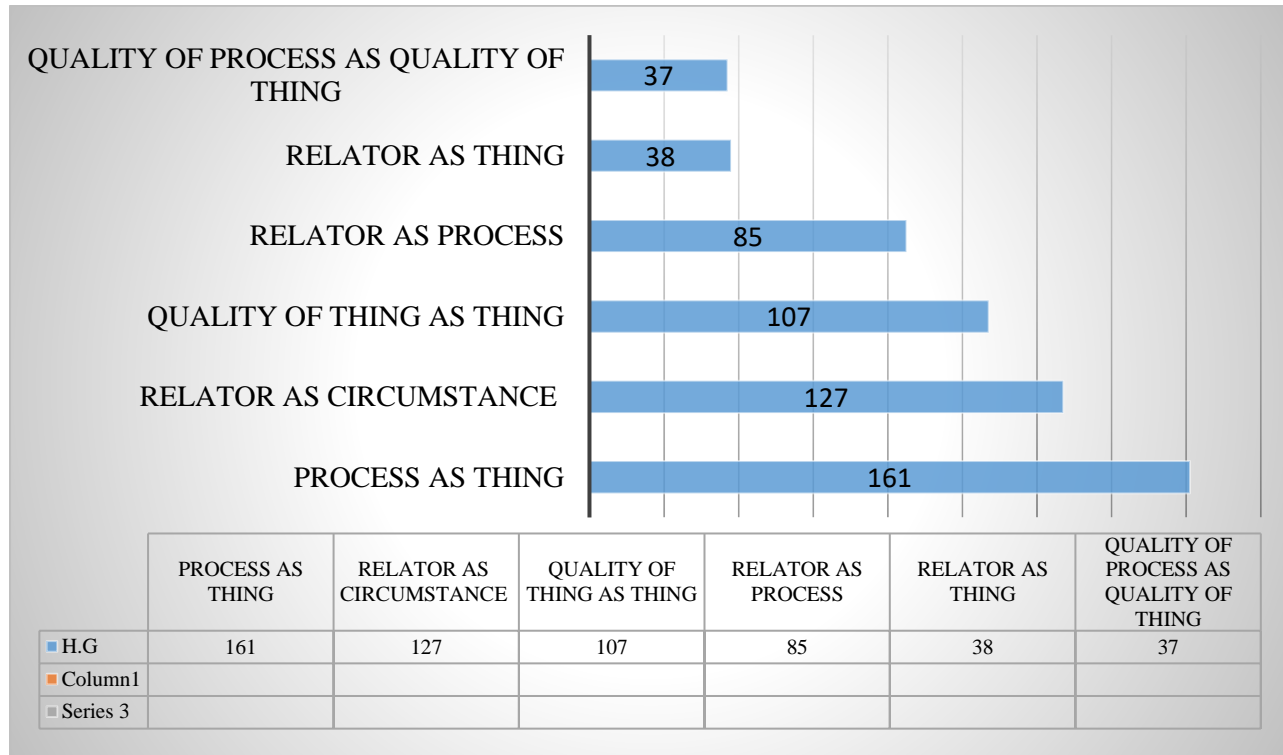 QUALITY OF PROCESS AS QUALITY OF
THING
37
RELATOR AS THING
38
RELATOR AS PROCESS
85
QUALITY OF THING AS THING
107
RELATOR AS CIRCUMSTANCE
127
PROCESS AS THING
161
PROCESS AS
THING
RELATOR AS
CIRCUMSTANCE
QUALITY OF
THING AS THING
RELATOR AS
PROCESS
RELATOR AS
THING
QUALITY OF
PROCESS AS
QUALITY OF
THING
H.G 161 127 107 85 38 37
Column1
Series 3